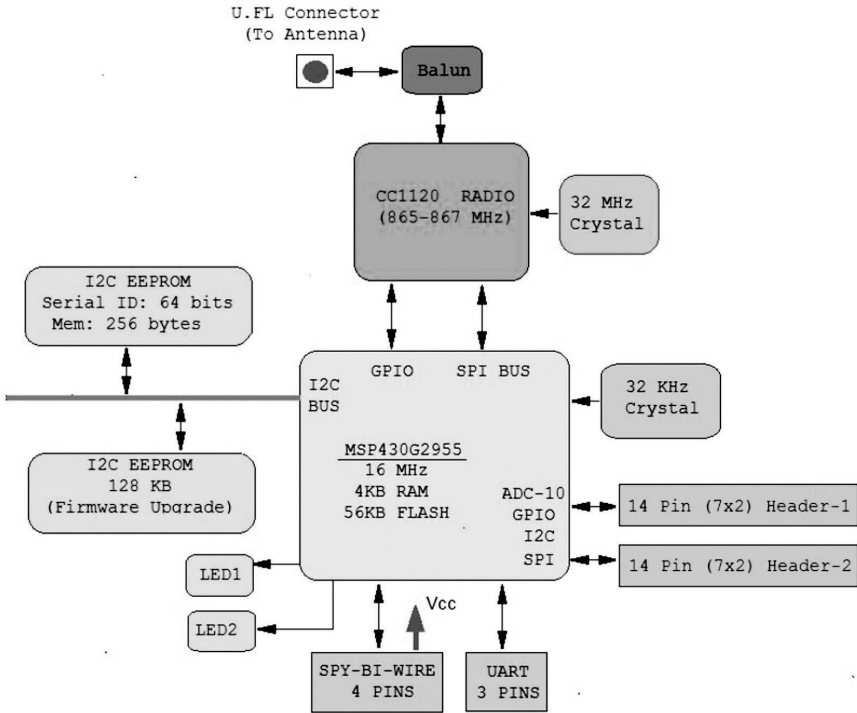 U.FL Connector
(To Antenna)
Balun
CC1120 RADIO
(865-867 MHz)
32 MHz
Crystal
I2C EEPROM
Serial ID: 64 bits
Mem: 256 bytes
GPIO
SPI BUS
I2C
BUS
32 KHz
Crystal
I2C EEPROM
128 KB
(Firmware Upgrade)
MSP430G2955
16 MHz
4KB RAM
56KB FLASH
ADC-10
GPIO
I2C
SPI
14 Pin (7x2) Header-1
14 Pin (7x2) Header-2
LED1
LED2
Vcc
SPY-BI-WIRE
4 PINS
UART
3 PINS